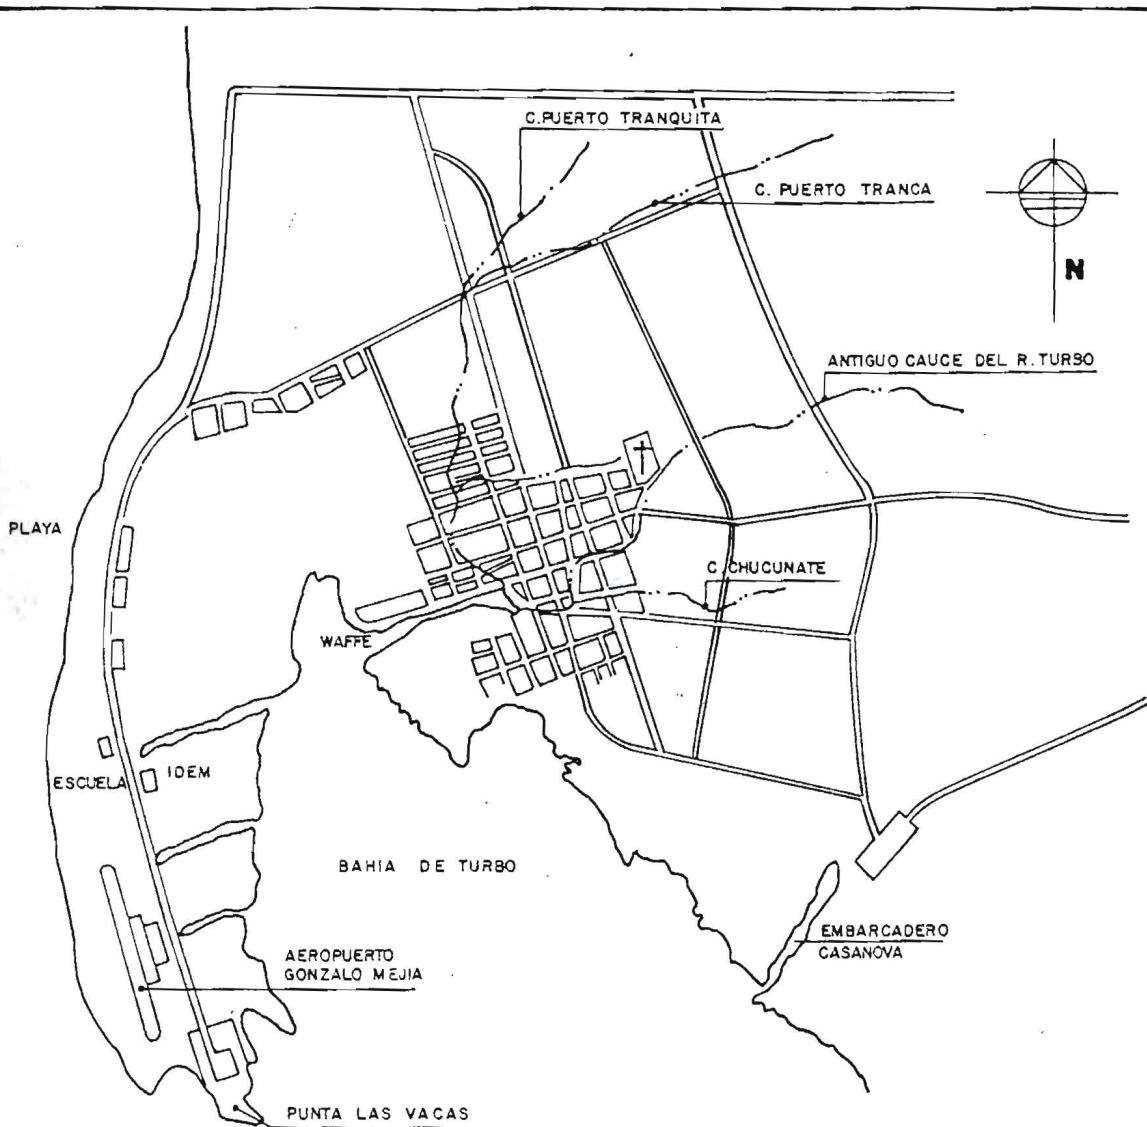 C. PUERTO TRANQUITA
C. PUERTO TRANCA
N
ANTIGUO CAUCE DEL R. TURBO
PLAYA
C. CHUCUNATE
WAFFE
ESCUELA
IDEM
BAHIA DE TURBO
EMBARCADERO
CASANOVA
AEROPUERTO
GONZALO MEJIA
PUNTA LAS VACAS